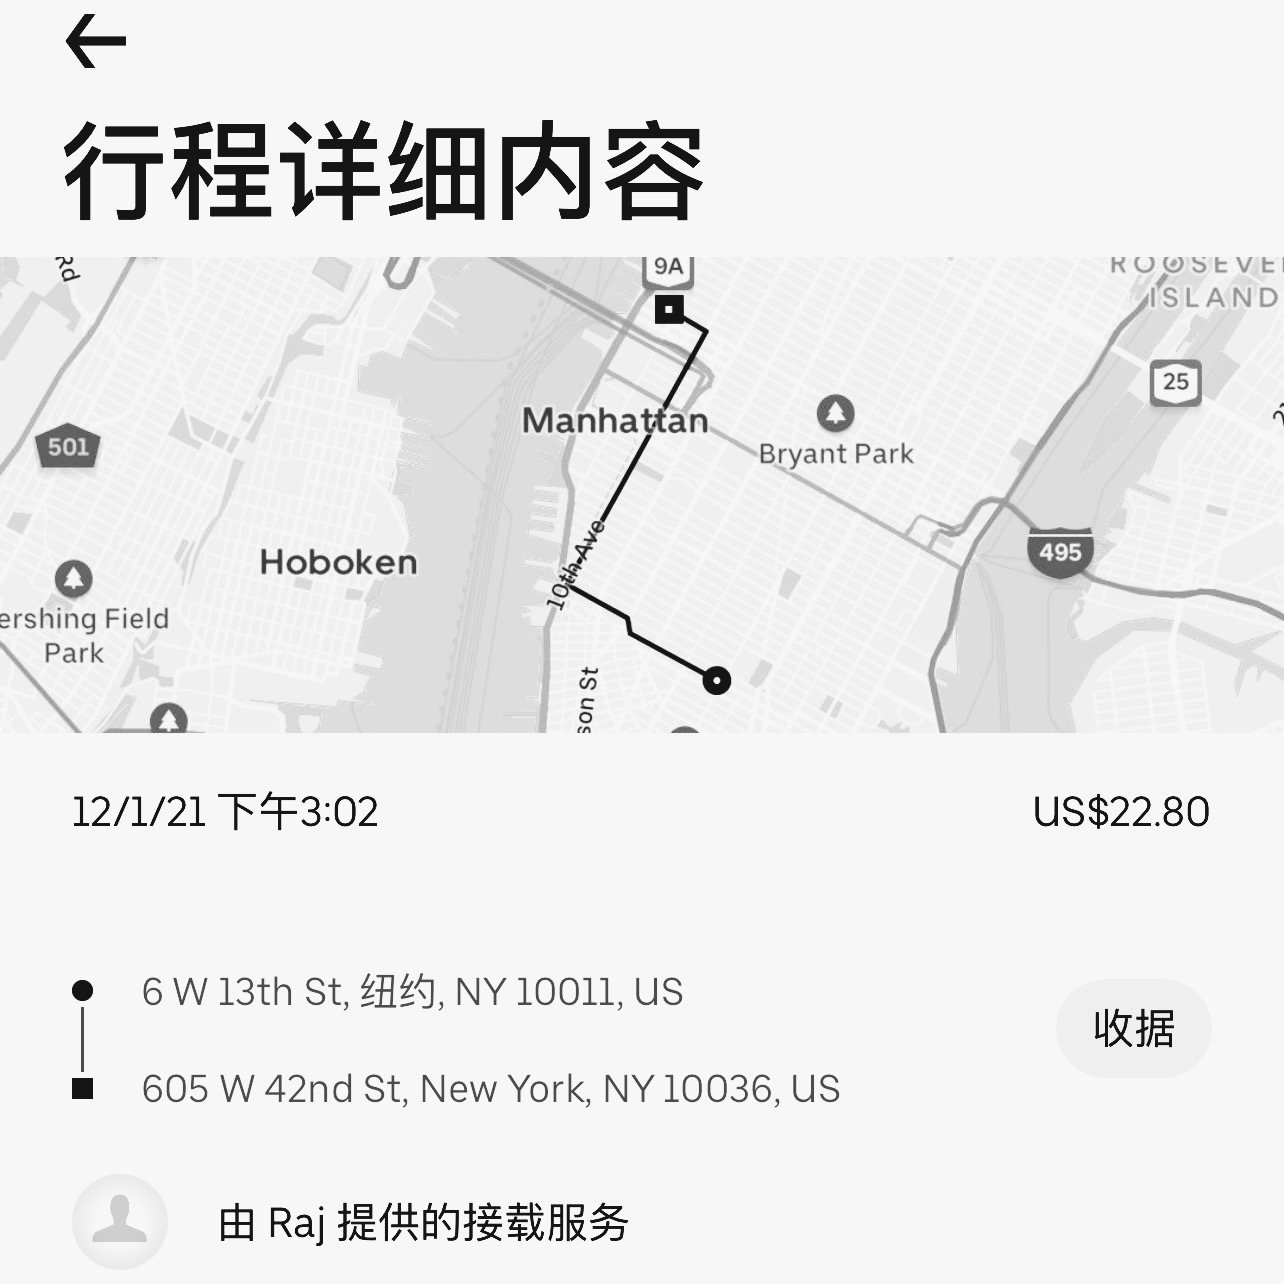 行程详细内容
Rd
9A
ISLAND
25
Manhattan
Bryant Park
501
495
Hoboken
10th Ave
Field
Park
St
12/1/21 下午3:02
US$22.80
6 W 13th St, 纽约, NY 10011, US
收据
605 W 42nd St, New York, NY 10036, US
由 Raj 提供的接载服务